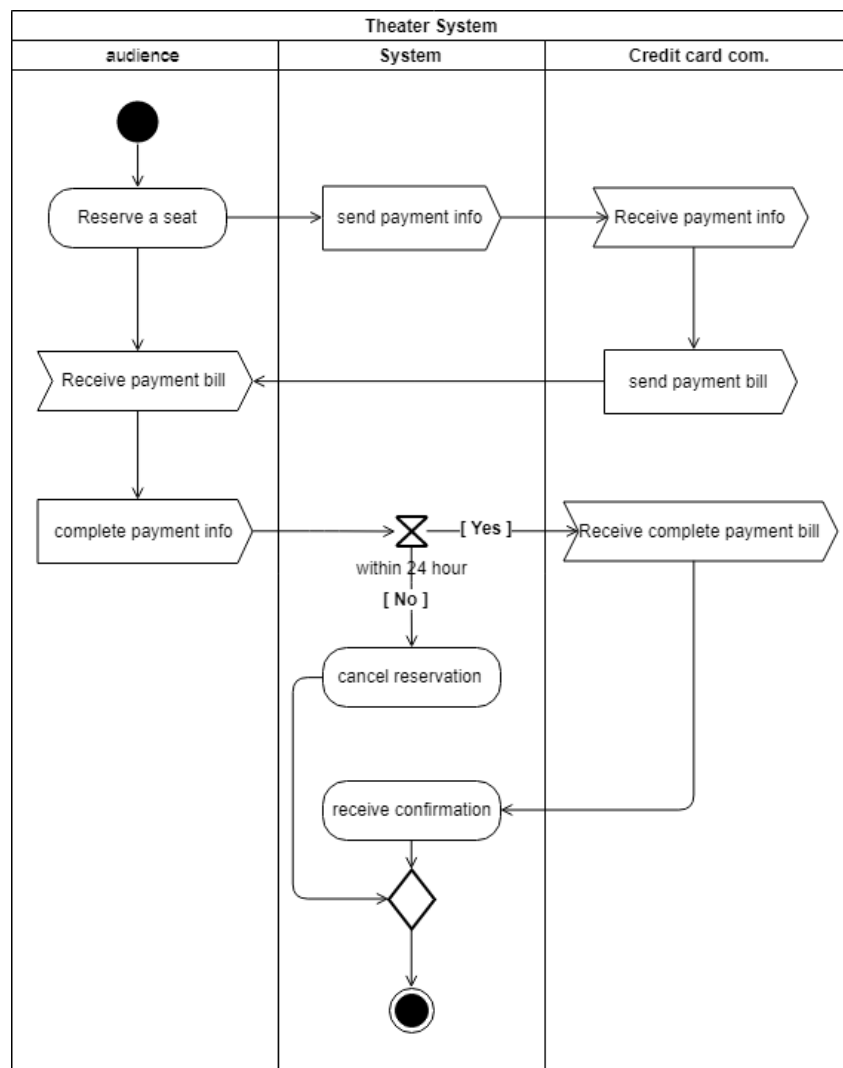 Theater System
audience
System
Credit card com.
Reserve a seat
send payment info
Receive payment info
Receive payment bill
send payment bill
complete payment info
[ Yes ]
Receive complete payment bill
within 24 hour
[ No ]
cancel reservation
receive confirmation